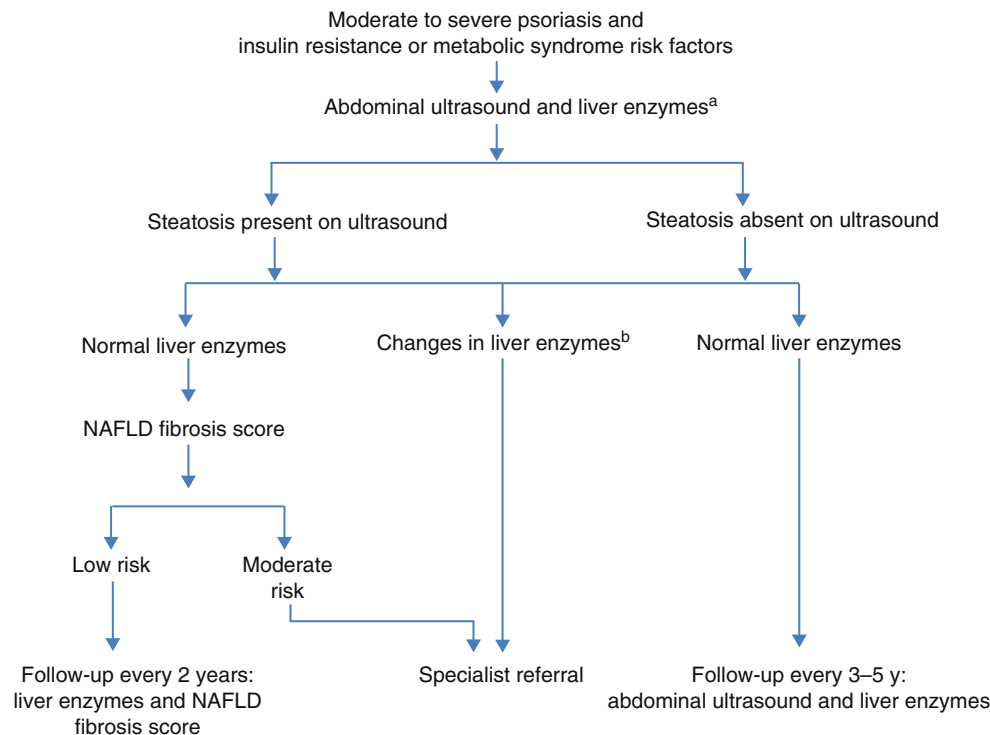 Moderate to severe psoriasis and
insulin resistance or metabolic syndrome risk factors
Abdominal ultrasound and liver enzymesᵃ
Steatosis present on ultrasound
Steatosis absent on ultrasound
Normal liver enzymes
Changes in liver enzymesᵇ
Normal liver enzymes
NAFLD fibrosis score
Low risk
Moderate
risk
Follow-up every 2 years:
liver enzymes and NAFLD
fibrosis score
Specialist referral
Follow-up every 3–5 y:
abdominal ultrasound and liver enzymes